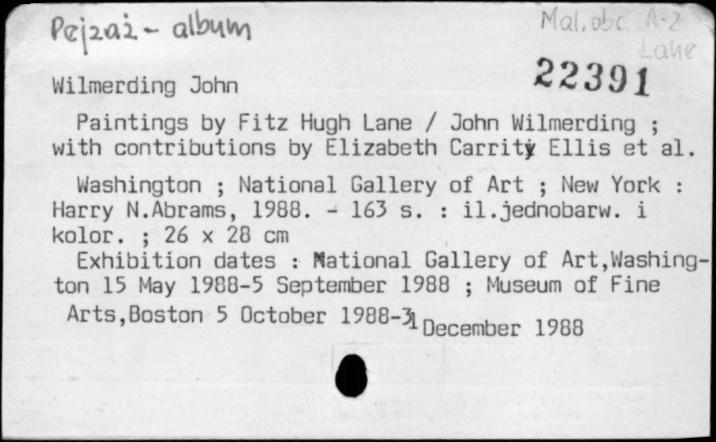 Pejzaż - album
Mal. obc. A-Z
Lane
22391
Wilmerding John
Paintings by Fitz Hugh Lane / John Wilmerding ;
with contributions by Elizabeth Carrity Ellis et al.
Washington ; National Gallery of Art ; New York :
Harry N.Abrams, 1988. - 163 s. : il.jednobarw. i
kolor. ; 26 x 28 cm
Exhibition dates : National Gallery of Art,Washing-
ton 15 May 1988-5 September 1988 ; Museum of Fine
Arts,Boston 5 October 1988-31 December 1988